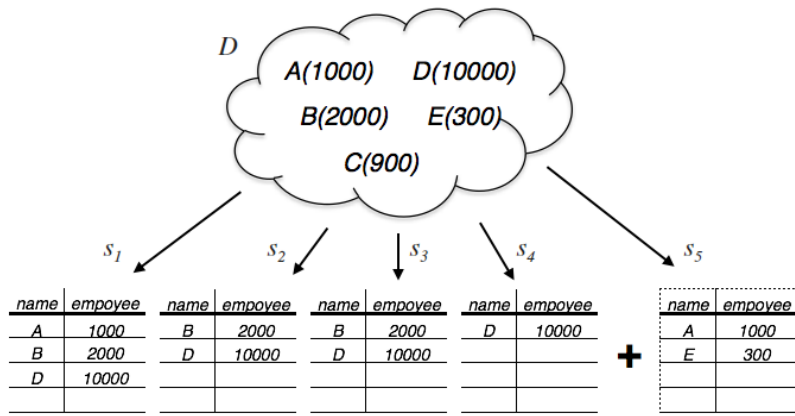 D
A(1000) D(10000)
B(2000) E(300)
C(900)
s1 s2 s3 s4 s5
name empoyee name empoyee name empoyee name empoyee name empoyee
A 1000 B 2000 B 2000 D 10000 A 1000
B 2000 D 10000 D 10000 E 300
+
D 10000